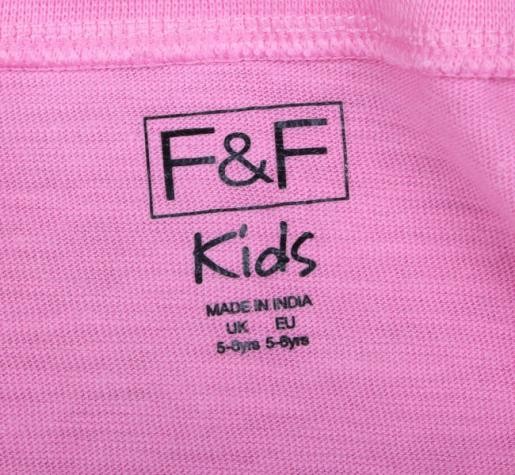 F&F
Kids
MADE IN INDIA
UK EU
5-6yrs 5-6yrs